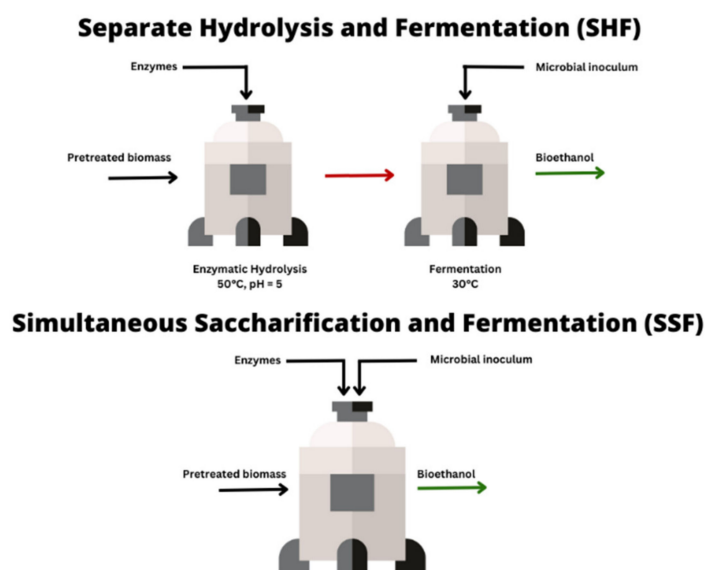 Separate Hydrolysis and Fermentation (SHF)
Enzymes
Microbial inoculum
Pretreated biomass
Bioethanol
Enzymatic Hydrolysis
50°C, pH = 5
Fermentation
30°C
Simultaneous Saccharification and Fermentation (SSF)
Enzymes
Microbial inoculum
Pretreated biomass
Bioethanol